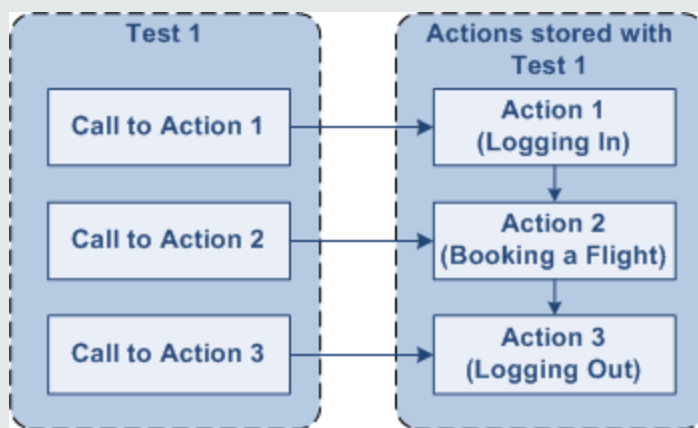 Test 1
Call to Action 1
Call to Action 2
Call to Action 3
Actions stored with
Test 1
Action 1
(Logging In)
Action 2
(Booking a Flight)
Action 3
(Logging Out)